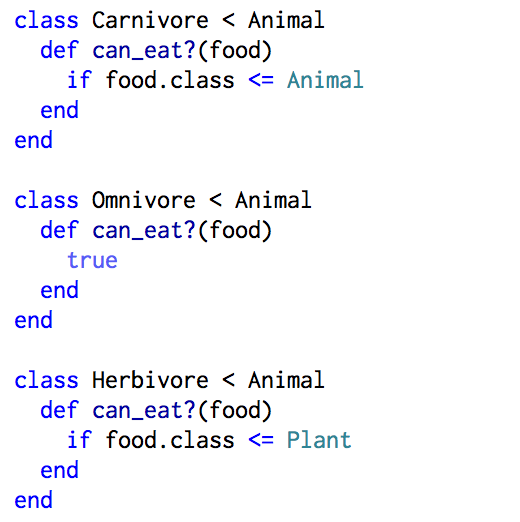 class Carnivore < Animal
  def can_eat?(food)
    if food.class <= Animal
  end
end

class Omnivore < Animal
  def can_eat?(food)
    true
  end
end

class Herbivore < Animal
  def can_eat?(food)
    if food.class <= Plant
  end
end